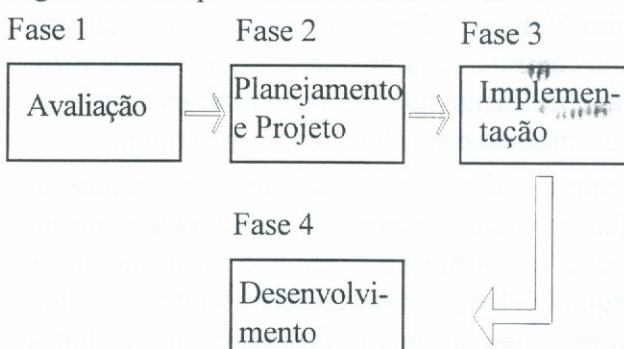 Fase 1
Fase 2
Fase 3
Avaliação
Planejamento
e Projeto
Implemen-
tação
Fase 4
Desenvolvi-
mento